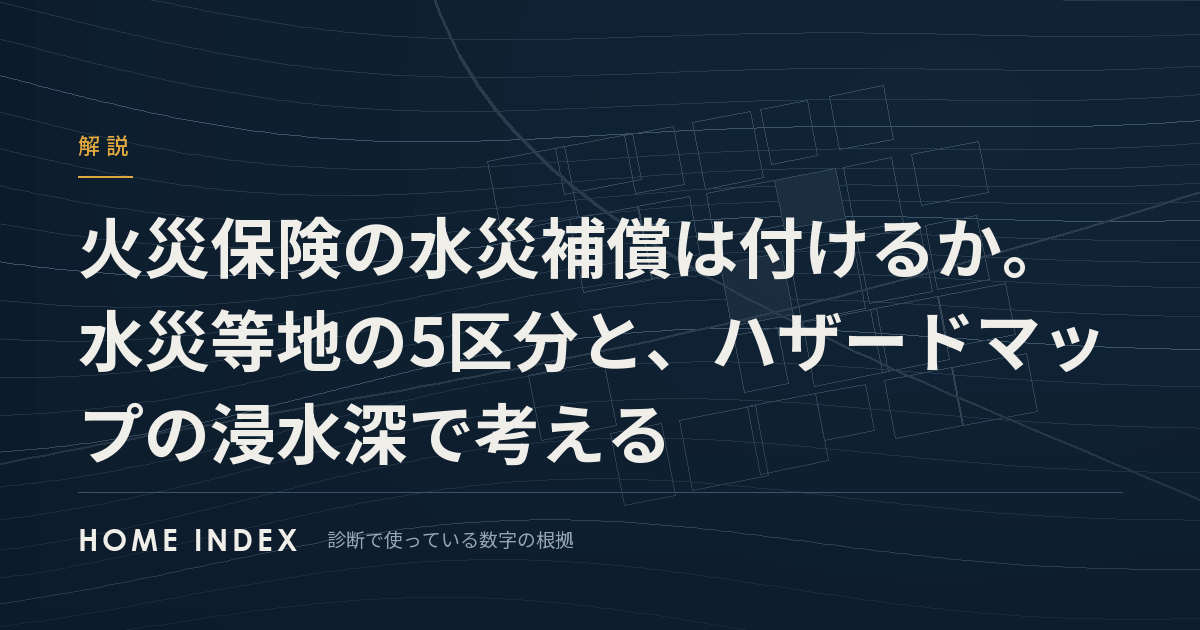 解説
火災保険の水災補償は付けるか。
水災等地の5区分と、ハザードマッ
プの浸水深で考える
HOME INDEX 診断で使っている数字の根拠